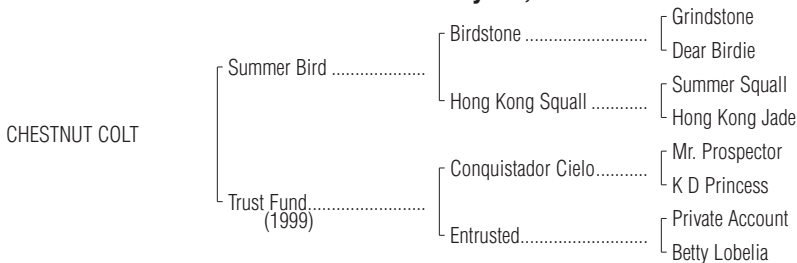 Grindstone
Birdstone ........................
Dear Birdie
Summer Bird ....................
Summer Squall
Hong Kong Squall ...........
Hong Kong Jade
CHESTNUT COLT
Mr. Prospector
Conquistador Cielo...........
K D Princess
Trust Fund.........................
(1999)
Private Account
Entrusted..........................
Betty Lobelia